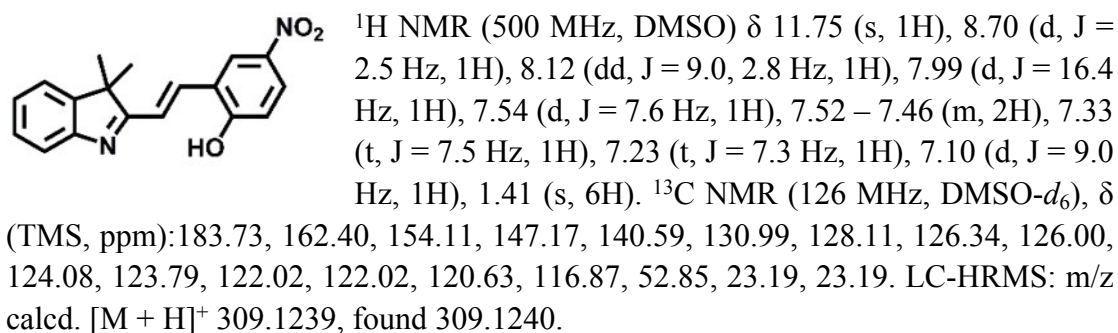 NO₂
N
HO
¹H NMR (500 MHz, DMSO) δ 11.75 (s, 1H), 8.70 (d, J =
2.5 Hz, 1H), 8.12 (dd, J = 9.0, 2.8 Hz, 1H), 7.99 (d, J = 16.4
Hz, 1H), 7.54 (d, J = 7.6 Hz, 1H), 7.52 – 7.46 (m, 2H), 7.33
(t, J = 7.5 Hz, 1H), 7.23 (t, J = 7.3 Hz, 1H), 7.10 (d, J = 9.0
Hz, 1H), 1.41 (s, 6H). ¹³C NMR (126 MHz, DMSO-d₆), δ
(TMS, ppm):183.73, 162.40, 154.11, 147.17, 140.59, 130.99, 128.11, 126.34, 126.00,
124.08, 123.79, 122.02, 122.02, 120.63, 116.87, 52.85, 23.19, 23.19. LC-HRMS: m/z
calcd. [M + H]⁺ 309.1239, found 309.1240.